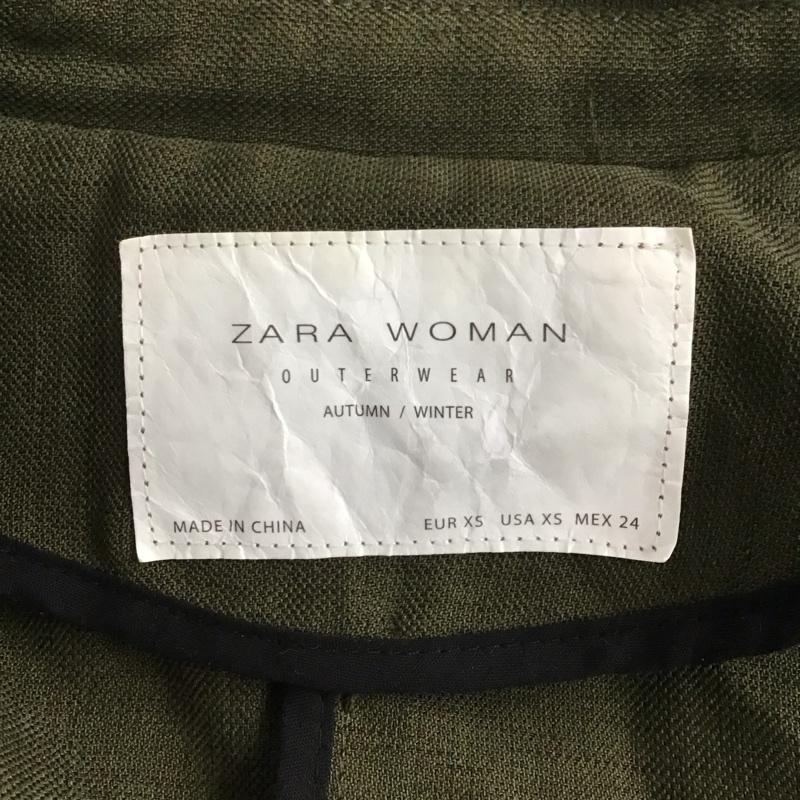 ZARA WOMAN
OUTERWEAR
AUTUMN / WINTER
MADE IN CHINA EUR XS USA XS MEX 24